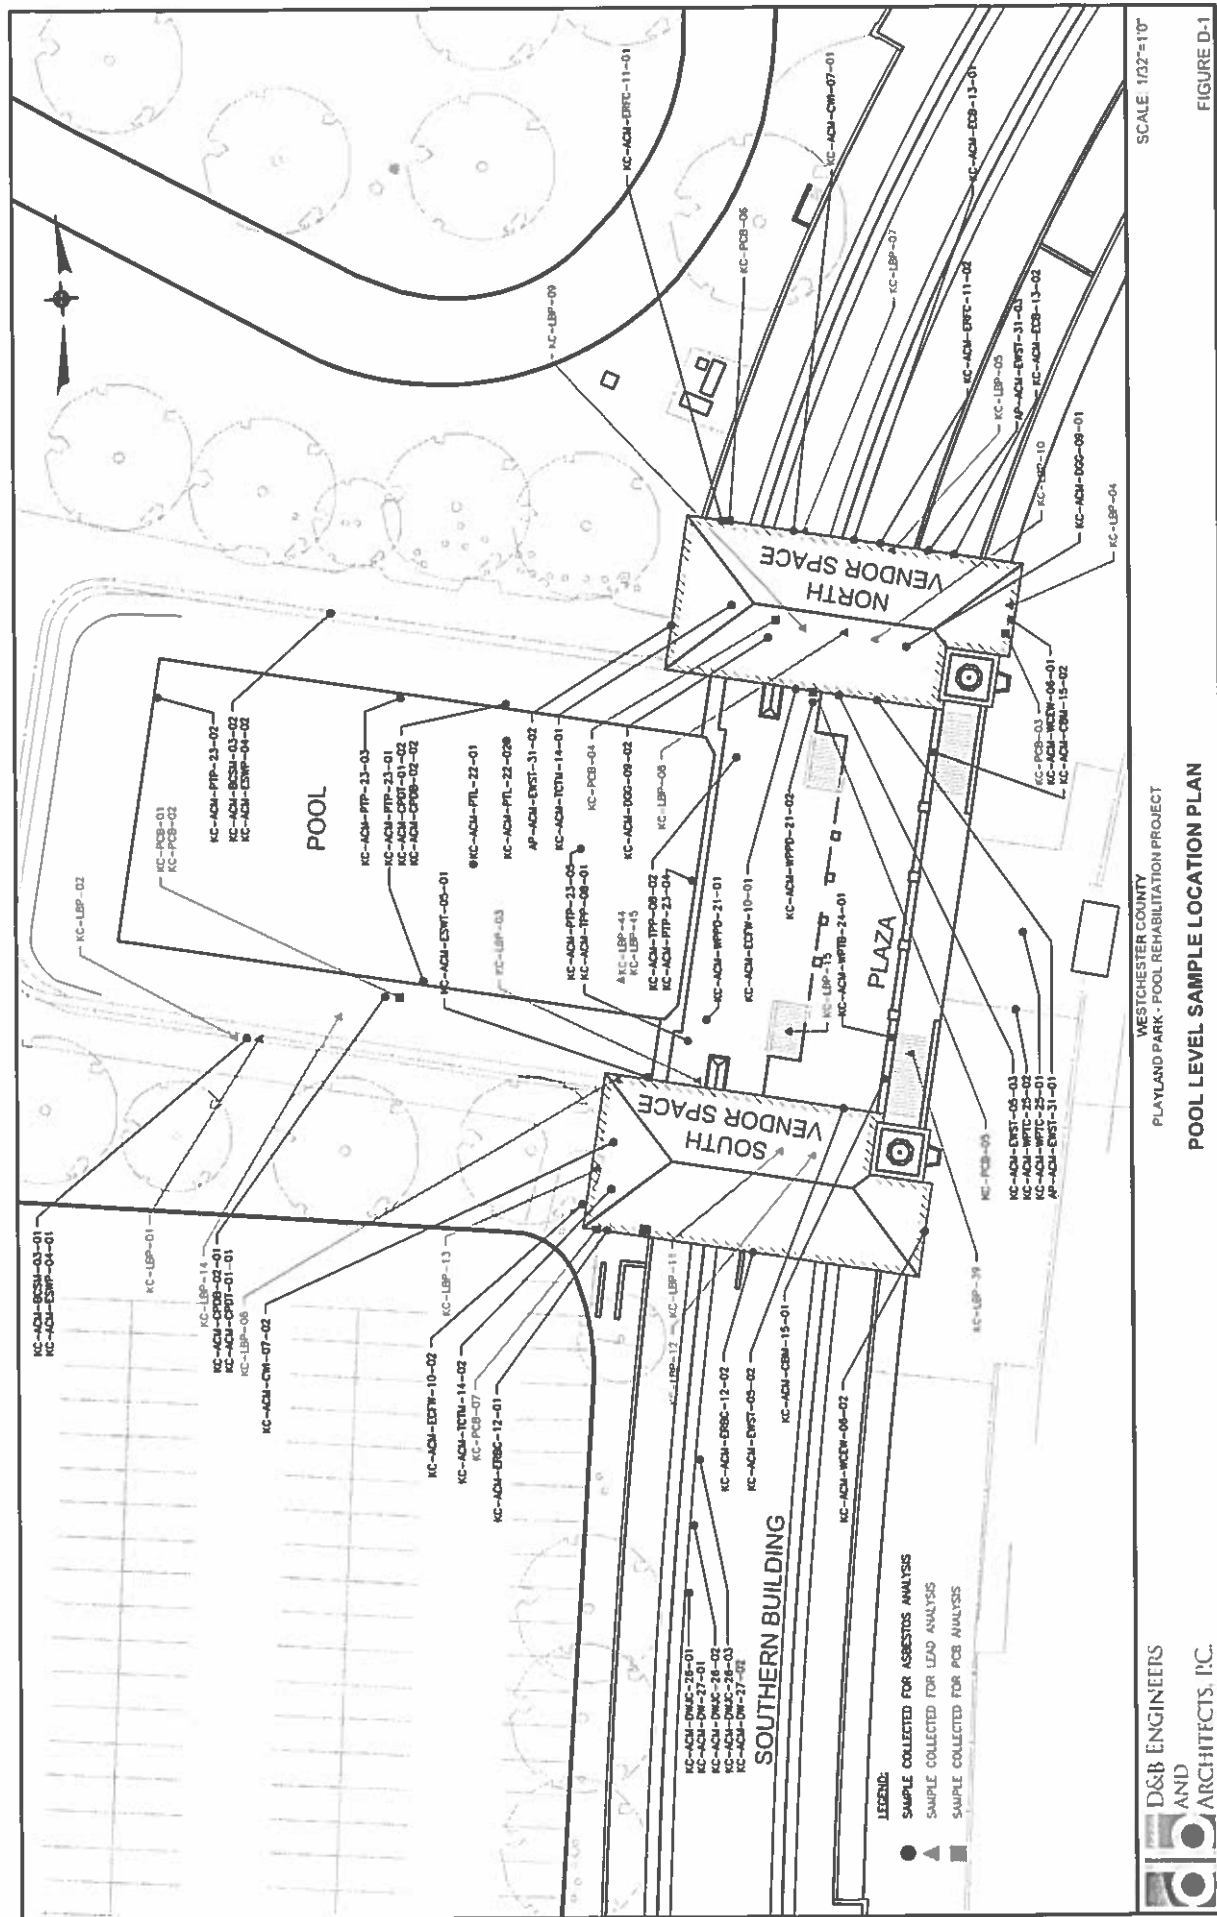 KC-ACM-BCSM-03-01
KC-ACM-ESWP-04-01
KC-LBP-01
KC-LBP-14
KC-ACM-CPDB-02-01
KC-ACM-CPDT-01-01
KC-ACM-CWI-07-02
KC-LBP-13
KC-ACM-ECFW-10-02
KC-ACM-TCTM-14-02
KC-PCB-07
KC-ACM-ERBC-12-01
KC-LBP-12
KC-LBP-11
KC-ACM-ERBC-12-02
KC-ACM-EWST-05-02
KC-ACM-CBM-15-01
KC-ACM-WCEW-06-02
KC-ACM-DWJC-26-01
KC-ACM-DW-27-01
KC-ACM-DWJC-26-02
KC-ACM-DWJC-26-03
KC-ACM-DW-27-02
SOUTHERN BUILDING
KC-LBP-02
KC-PCB-01
KC-PCB-02
KC-ACM-PTP-23-02
KC-ACM-BCSM-03-02
KC-ACM-ESWP-04-02
POOL
KC-ACM-PTP-23-03
KC-ACM-PTP-23-01
KC-ACM-CPDT-01-02
KC-ACM-CPDB-02-02
KC-ACM-ESWT-05-01
KC-ACM-PTL-22-01
KC-LBP-03
KC-ACM-PTL-22-02
AP-ACM-EWST-31-02
KC-ACM-TCTM-14-01
KC-ACM-PTP-23-05
KC-ACM-TPP-08-01
KC-PCB-04
KC-LBP-44
KC-LBP-45
KC-ACM-DGG-09-02
KC-ACM-TPP-08-02
KC-ACM-PTP-23-04
KC-ACM-WPPD-21-01
KC-ACM-ECFW-10-01
KC-ACM-WPPD-21-02
KC-LBP-15
KC-ACM-WPTB-24-01
PLAZA
SOUTH
VENDOR SPACE
NORTH
VENDOR SPACE
KC-LBP-09
KC-ACM-ERFC-11-01
KC-PCB-06
KC-ACM-CWI-07-01
KC-LBP-07
KC-ACM-ECB-13-01
KC-ACM-ERFC-11-02
KC-LBP-05
AP-ACM-EWST-31-03
KC-ACM-ECB-13-02
KC-LBP-10
KC-ACM-DGG-09-01
KC-LBP-04
KC-PCB-03
KC-ACM-WCEW-06-01
KC-ACM-CBM-15-02
KC-PCB-05
KC-ACM-EWST-05-03
KC-ACM-WPTC-25-02
KC-ACM-WPTC-25-01
AP-ACM-EWST-31-01
KC-LBP-39
LEGEND:
SAMPLE COLLECTED FOR ASBESTOS ANALYSIS
SAMPLE COLLECTED FOR LEAD ANALYSIS
SAMPLE COLLECTED FOR PCB ANALYSIS
D&B ENGINEERS
AND
ARCHITECTS, P.C.
WESTCHESTER COUNTY
PLAYLAND PARK - POOL REHABILITATION PROJECT
POOL LEVEL SAMPLE LOCATION PLAN
SCALE: 1/32"=1'0"
FIGURE D-1